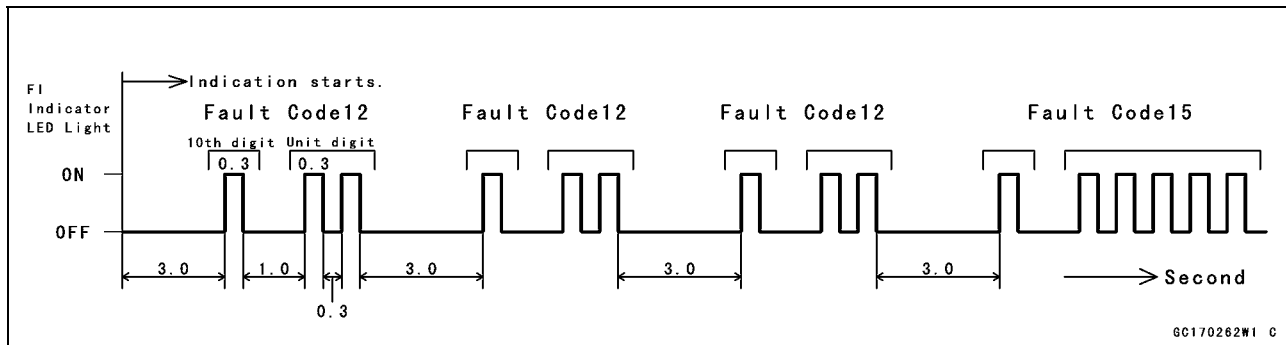 Indication starts.
FI
Indicator
LED Light
Fault Code12
Fault Code12
Fault Code12
Fault Code15
10th digit
Unit digit
0.3
0.3
ON
OFF
3.0
1.0
3.0
3.0
3.0
Second
0.3
GC170262W1 C